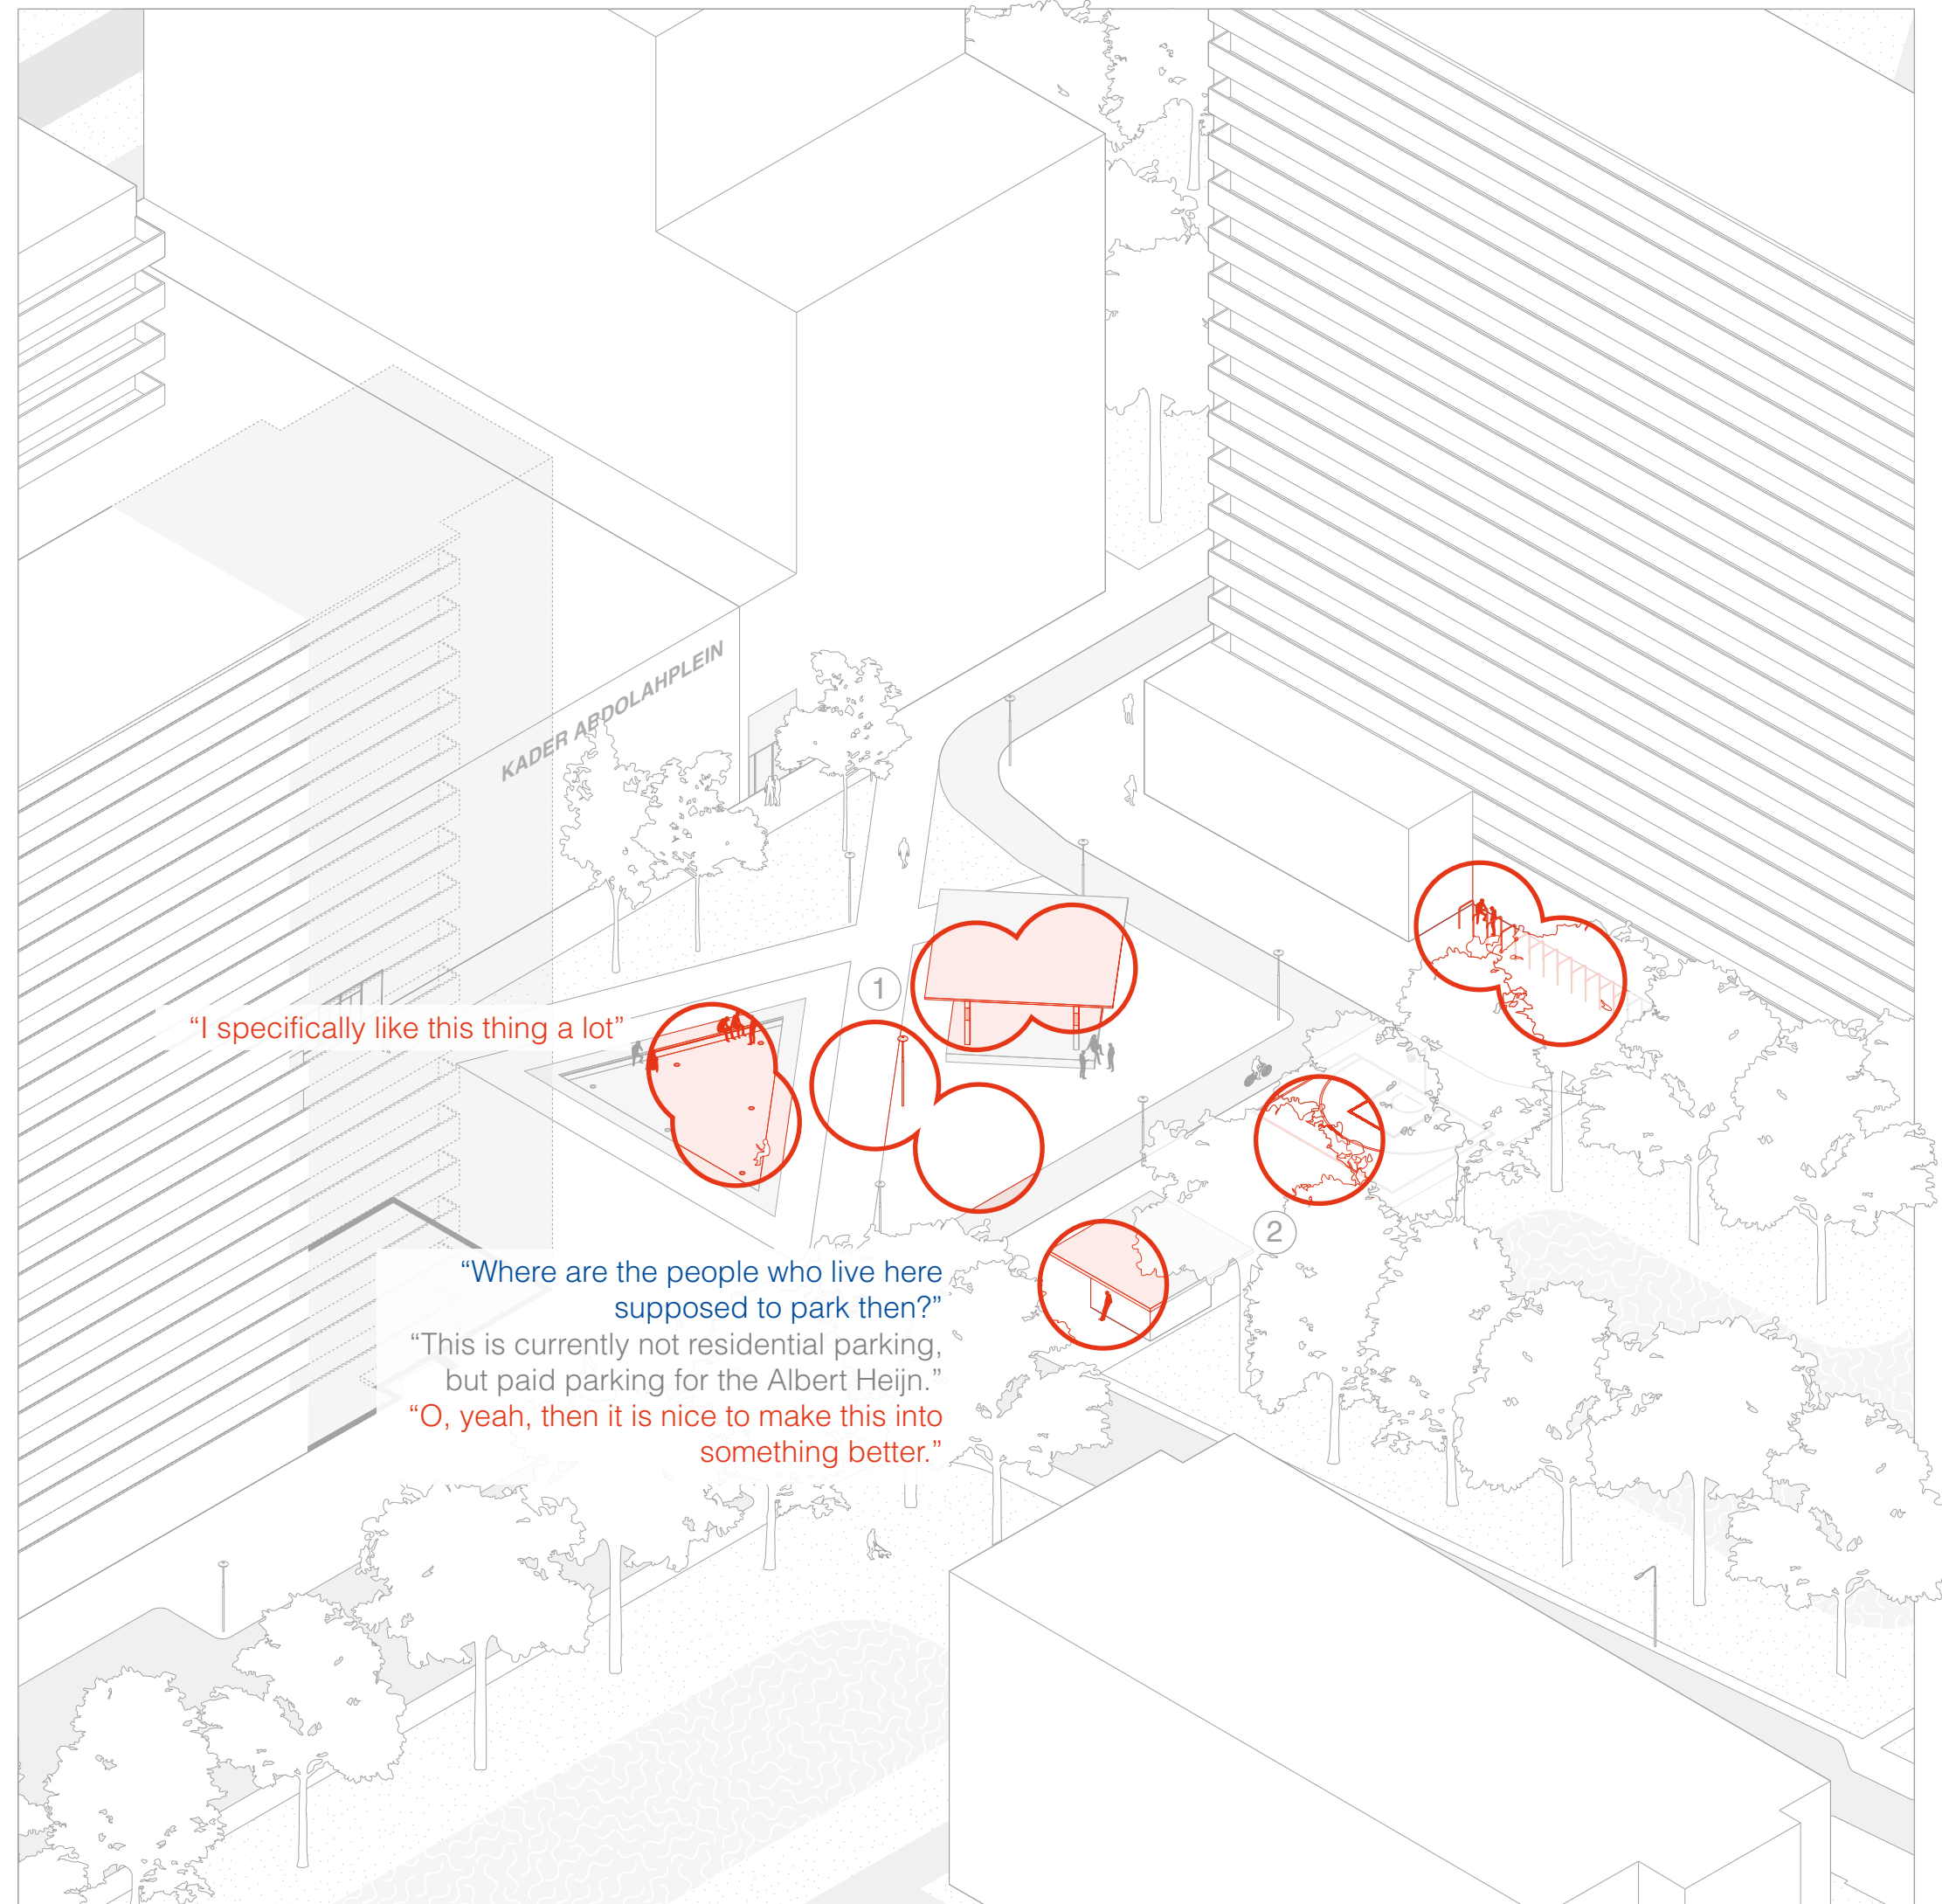 KADER ABDOLAHPLEIN
1
“I specifically like this thing a lot”
2
“Where are the people who live here
supposed to park then?”
“This is currently not residential parking,
but paid parking for the Albert Heijn.”
“O, yeah, then it is nice to make this into
something better.”